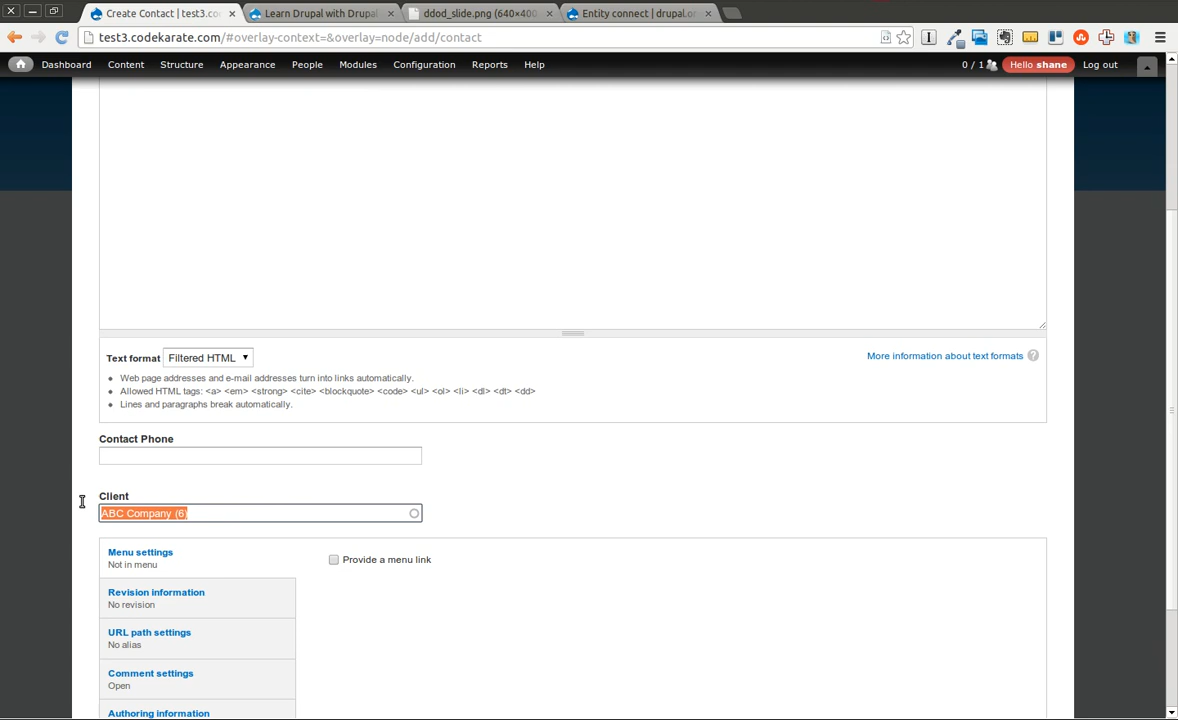 Create Contact | test3.co
Learn Drupal with Drupal
ddod_slide.png (640×400
Entity connect | drupal.or
test3.codekarate.com/#overlay-context=&overlay=node/add/contact
Dashboard Content Structure Appearance People Modules Configuration Reports Help 0 / 1 Hello shane Log out
Text format Filtered HTML
More information about text formats ?
Web page addresses and e-mail addresses turn into links automatically.
Allowed HTML tags: <a> <em> <strong> <cite> <blockquote> <code> <ul> <ol> <li> <dl> <dt> <dd>
Lines and paragraphs break automatically.
Contact Phone
Client
ABC Company (6)
Menu settings
Not in menu
Provide a menu link
Revision information
No revision
URL path settings
No alias
Comment settings
Open
Authoring information